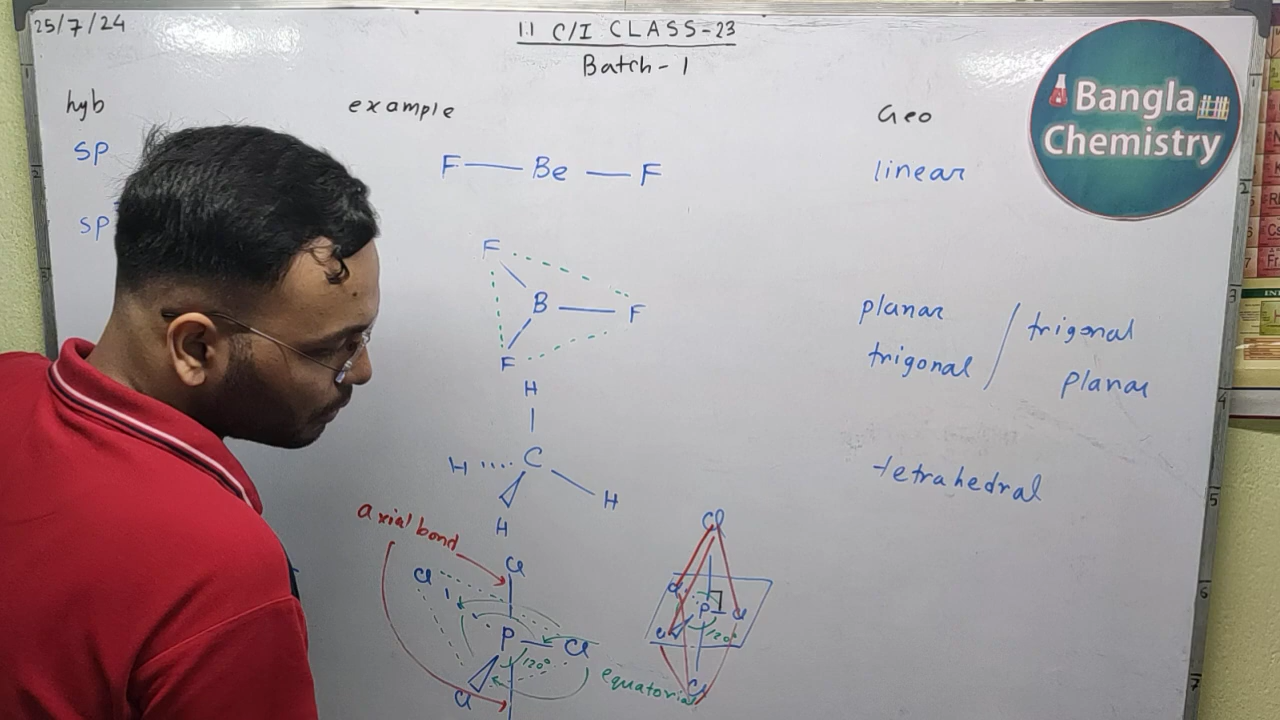 25/7/24
11 C/I CLASS-23
Batch-1
Bangla
Chemistry
hyb example Geo
SP F Be F linear
SP
F
B F
F
planar / trigonal
trigonal planar
H
C
H H
H
tetrahedral
axial bond
Cl
Cl
P Cl
120°
Cl
equatorial
Cl
Cl
P Cl
Cl 120°
Cl